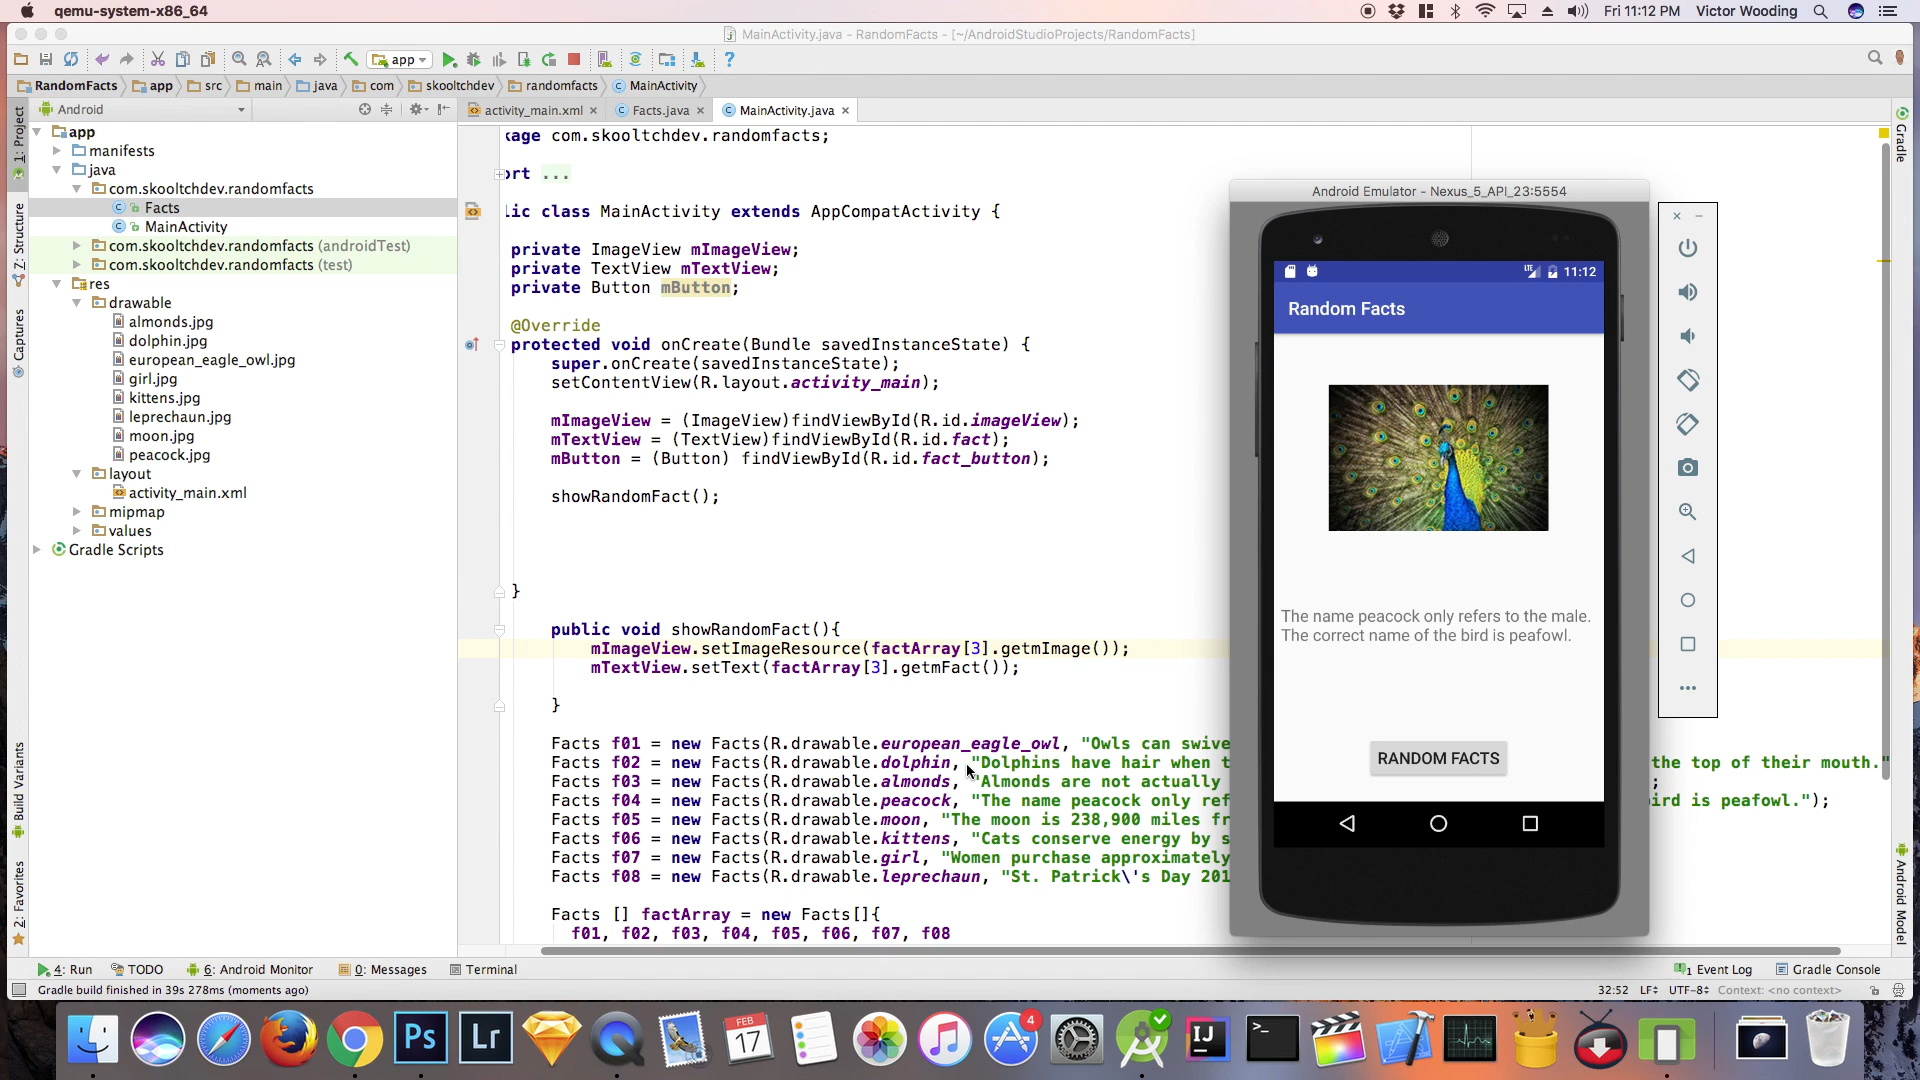 qemu-system-x86_64
Fri 11:12 PM Victor Wooding
MainActivity.java - RandomFacts - [~/AndroidStudioProjects/RandomFacts]
app
RandomFacts app src main java com skooltchdev randomfacts MainActivity
Android
activity_main.xml Facts.java MainActivity.java
1: Project
Z: Structure
Captures
Build Variants
2: Favorites
app
manifests
java
com.skooltchdev.randomfacts
Facts
MainActivity
com.skooltchdev.randomfacts (androidTest)
com.skooltchdev.randomfacts (test)
res
drawable
almonds.jpg
dolphin.jpg
european_eagle_owl.jpg
girl.jpg
kittens.jpg
leprechaun.jpg
moon.jpg
peacock.jpg
layout
activity_main.xml
mipmap
values
Gradle Scripts
kage com.skooltchdev.randomfacts;
ort ...
lic class MainActivity extends AppCompatActivity {
private ImageView mImageView;
private TextView mTextView;
private Button mButton;
@Override
protected void onCreate(Bundle savedInstanceState) {
super.onCreate(savedInstanceState);
setContentView(R.layout.activity_main);
mImageView = (ImageView)findViewById(R.id.imageView);
mTextView = (TextView)findViewById(R.id.fact);
mButton = (Button) findViewById(R.id.fact_button);
showRandomFact();
}
public void showRandomFact(){
mImageView.setImageResource(factArray[3].getmImage());
mTextView.setText(factArray[3].getmFact());
}
Facts f01 = new Facts(R.drawable.european_eagle_owl, "Owls can swive
Facts f02 = new Facts(R.drawable.dolphin, "Dolphins have hair when t
the top of their mouth."
Facts f03 = new Facts(R.drawable.almonds, "Almonds are not actually
;
Facts f04 = new Facts(R.drawable.peacock, "The name peacock only ref
ird is peafowl.");
Facts f05 = new Facts(R.drawable.moon, "The moon is 238,900 miles fr
Facts f06 = new Facts(R.drawable.kittens, "Cats conserve energy by s
Facts f07 = new Facts(R.drawable.girl, "Women purchase approximately
Facts f08 = new Facts(R.drawable.leprechaun, "St. Patrick\'s Day 201
Facts [] factArray = new Facts[]{
f01, f02, f03, f04, f05, f06, f07, f08
Android Emulator - Nexus_5_API_23:5554
LTE 11:12
Random Facts
The name peacock only refers to the male.
The correct name of the bird is peafowl.
RANDOM FACTS
Gradle
Android Model
4: Run TODO 6: Android Monitor 0: Messages Terminal
1 Event Log Gradle Console
Gradle build finished in 39s 278ms (moments ago)
32:52 LF UTF-8 Context: <no context>
Ps
Lr
FEB
17
4
IJ
>_